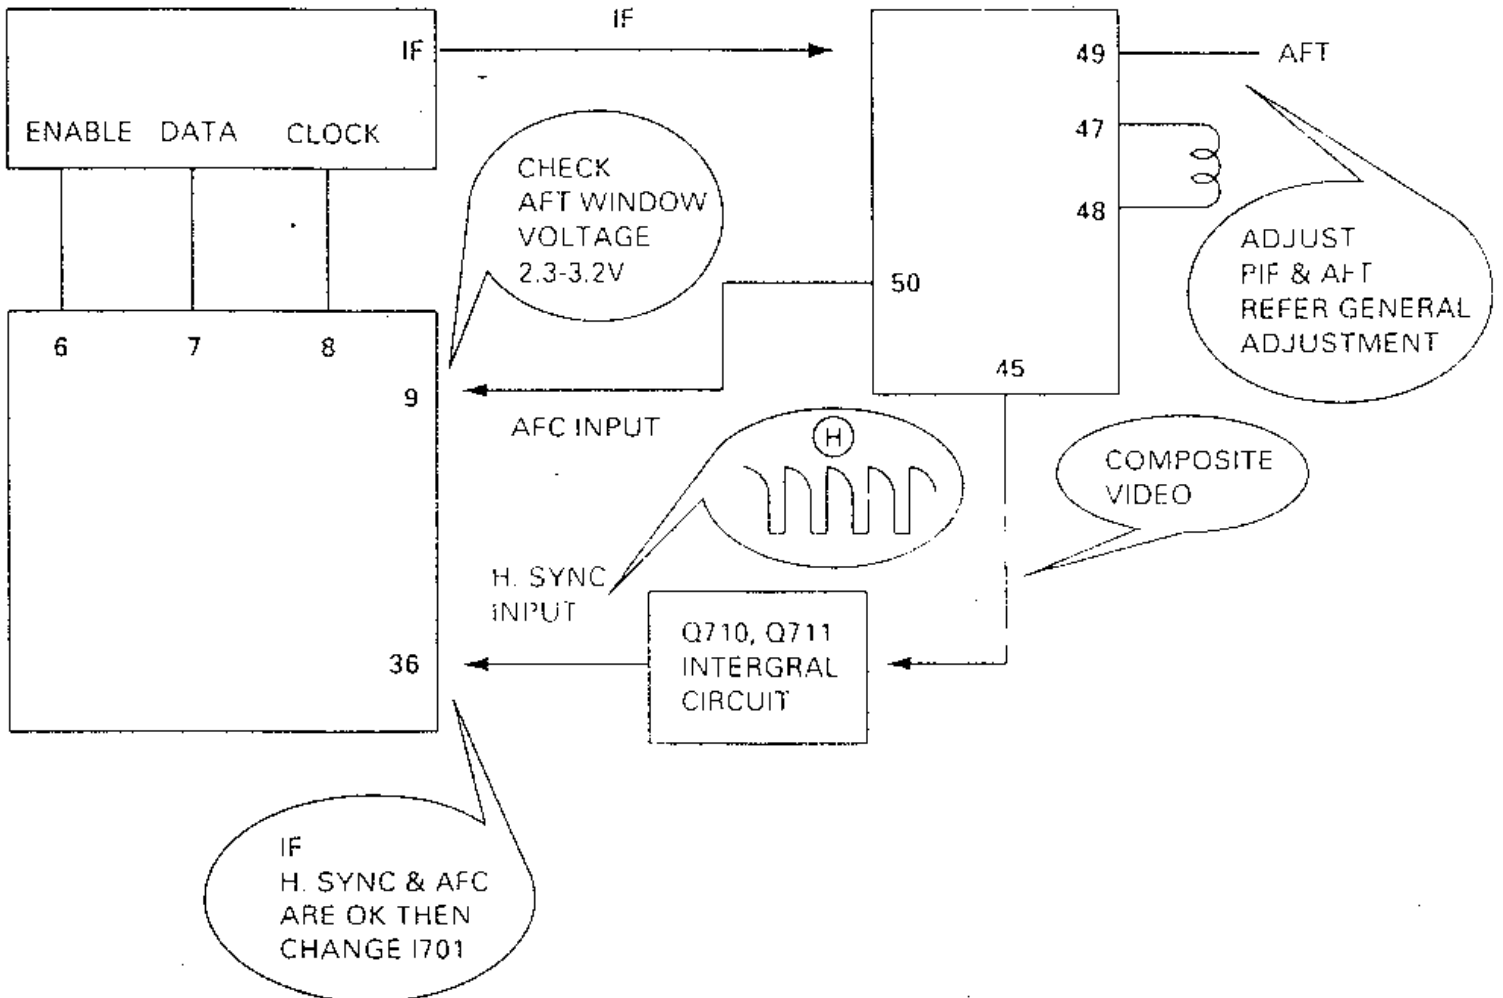 IF
IF
ENABLE DATA CLOCK
49 AFT
47
48
CHECK
AFT WINDOW
VOLTAGE
2.3-3.2V
ADJUST
PIF & AFT
REFER GENERAL
ADJUSTMENT
50
45
6 7 8
9
AFC INPUT
H
COMPOSITE
VIDEO
H. SYNC
INPUT
Q710, Q711
INTERGRAL
CIRCUIT
36
IF
H. SYNC & AFC
ARE OK THEN
CHANGE I701